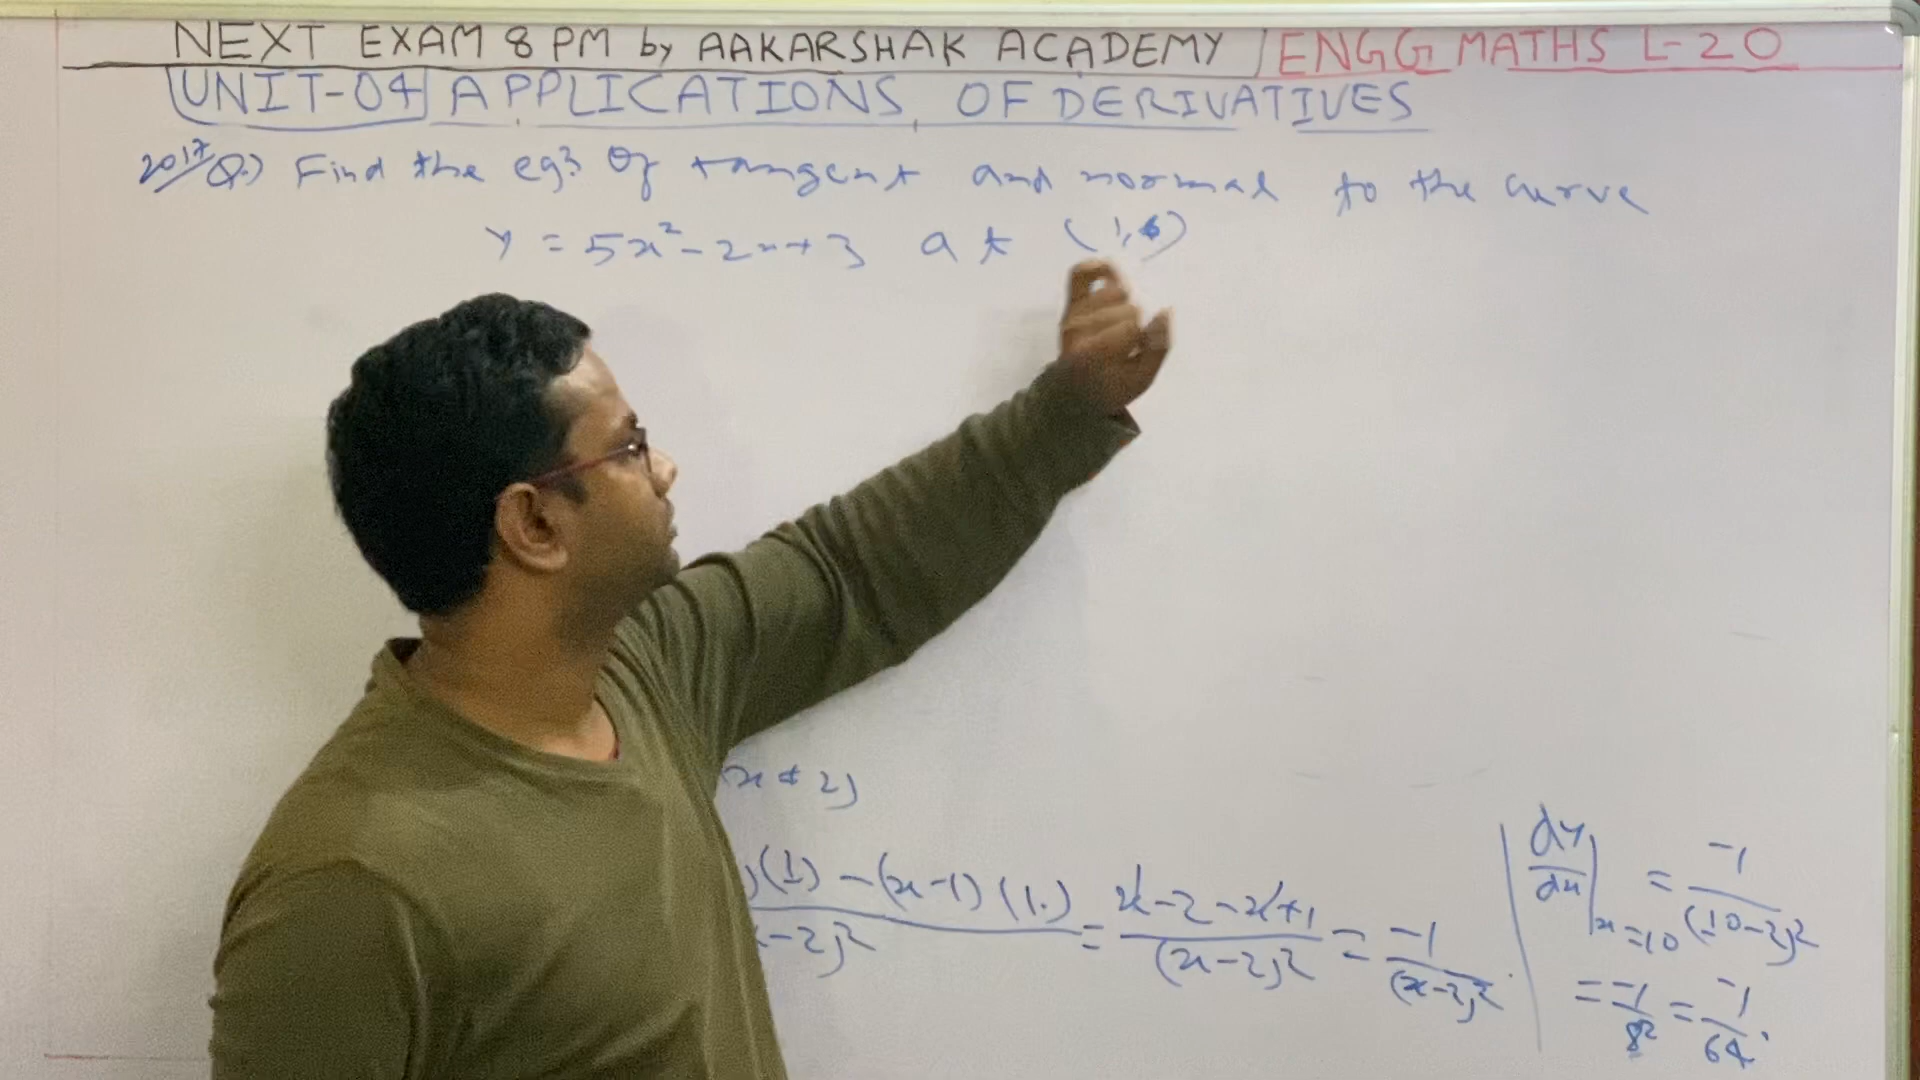 NEXT EXAM 8 PM by AAKARSHAK ACADEMY ENGG MATHS L-20
UNIT-04 APPLICATIONS OF DERIVATIVES
2017 Q.) Find the eqn Of tangent and normal to the curve
y = 5x² - 2x + 3 at (1,6)
(x ≠ 2)
)(1) - (x-1)(1.) / (x-2)² = x-2-x+1 / (x-2)² = -1 / (x-2)²
dy/dx | x=10 = -1 / (10-2)²
= -1/8² = -1/64.